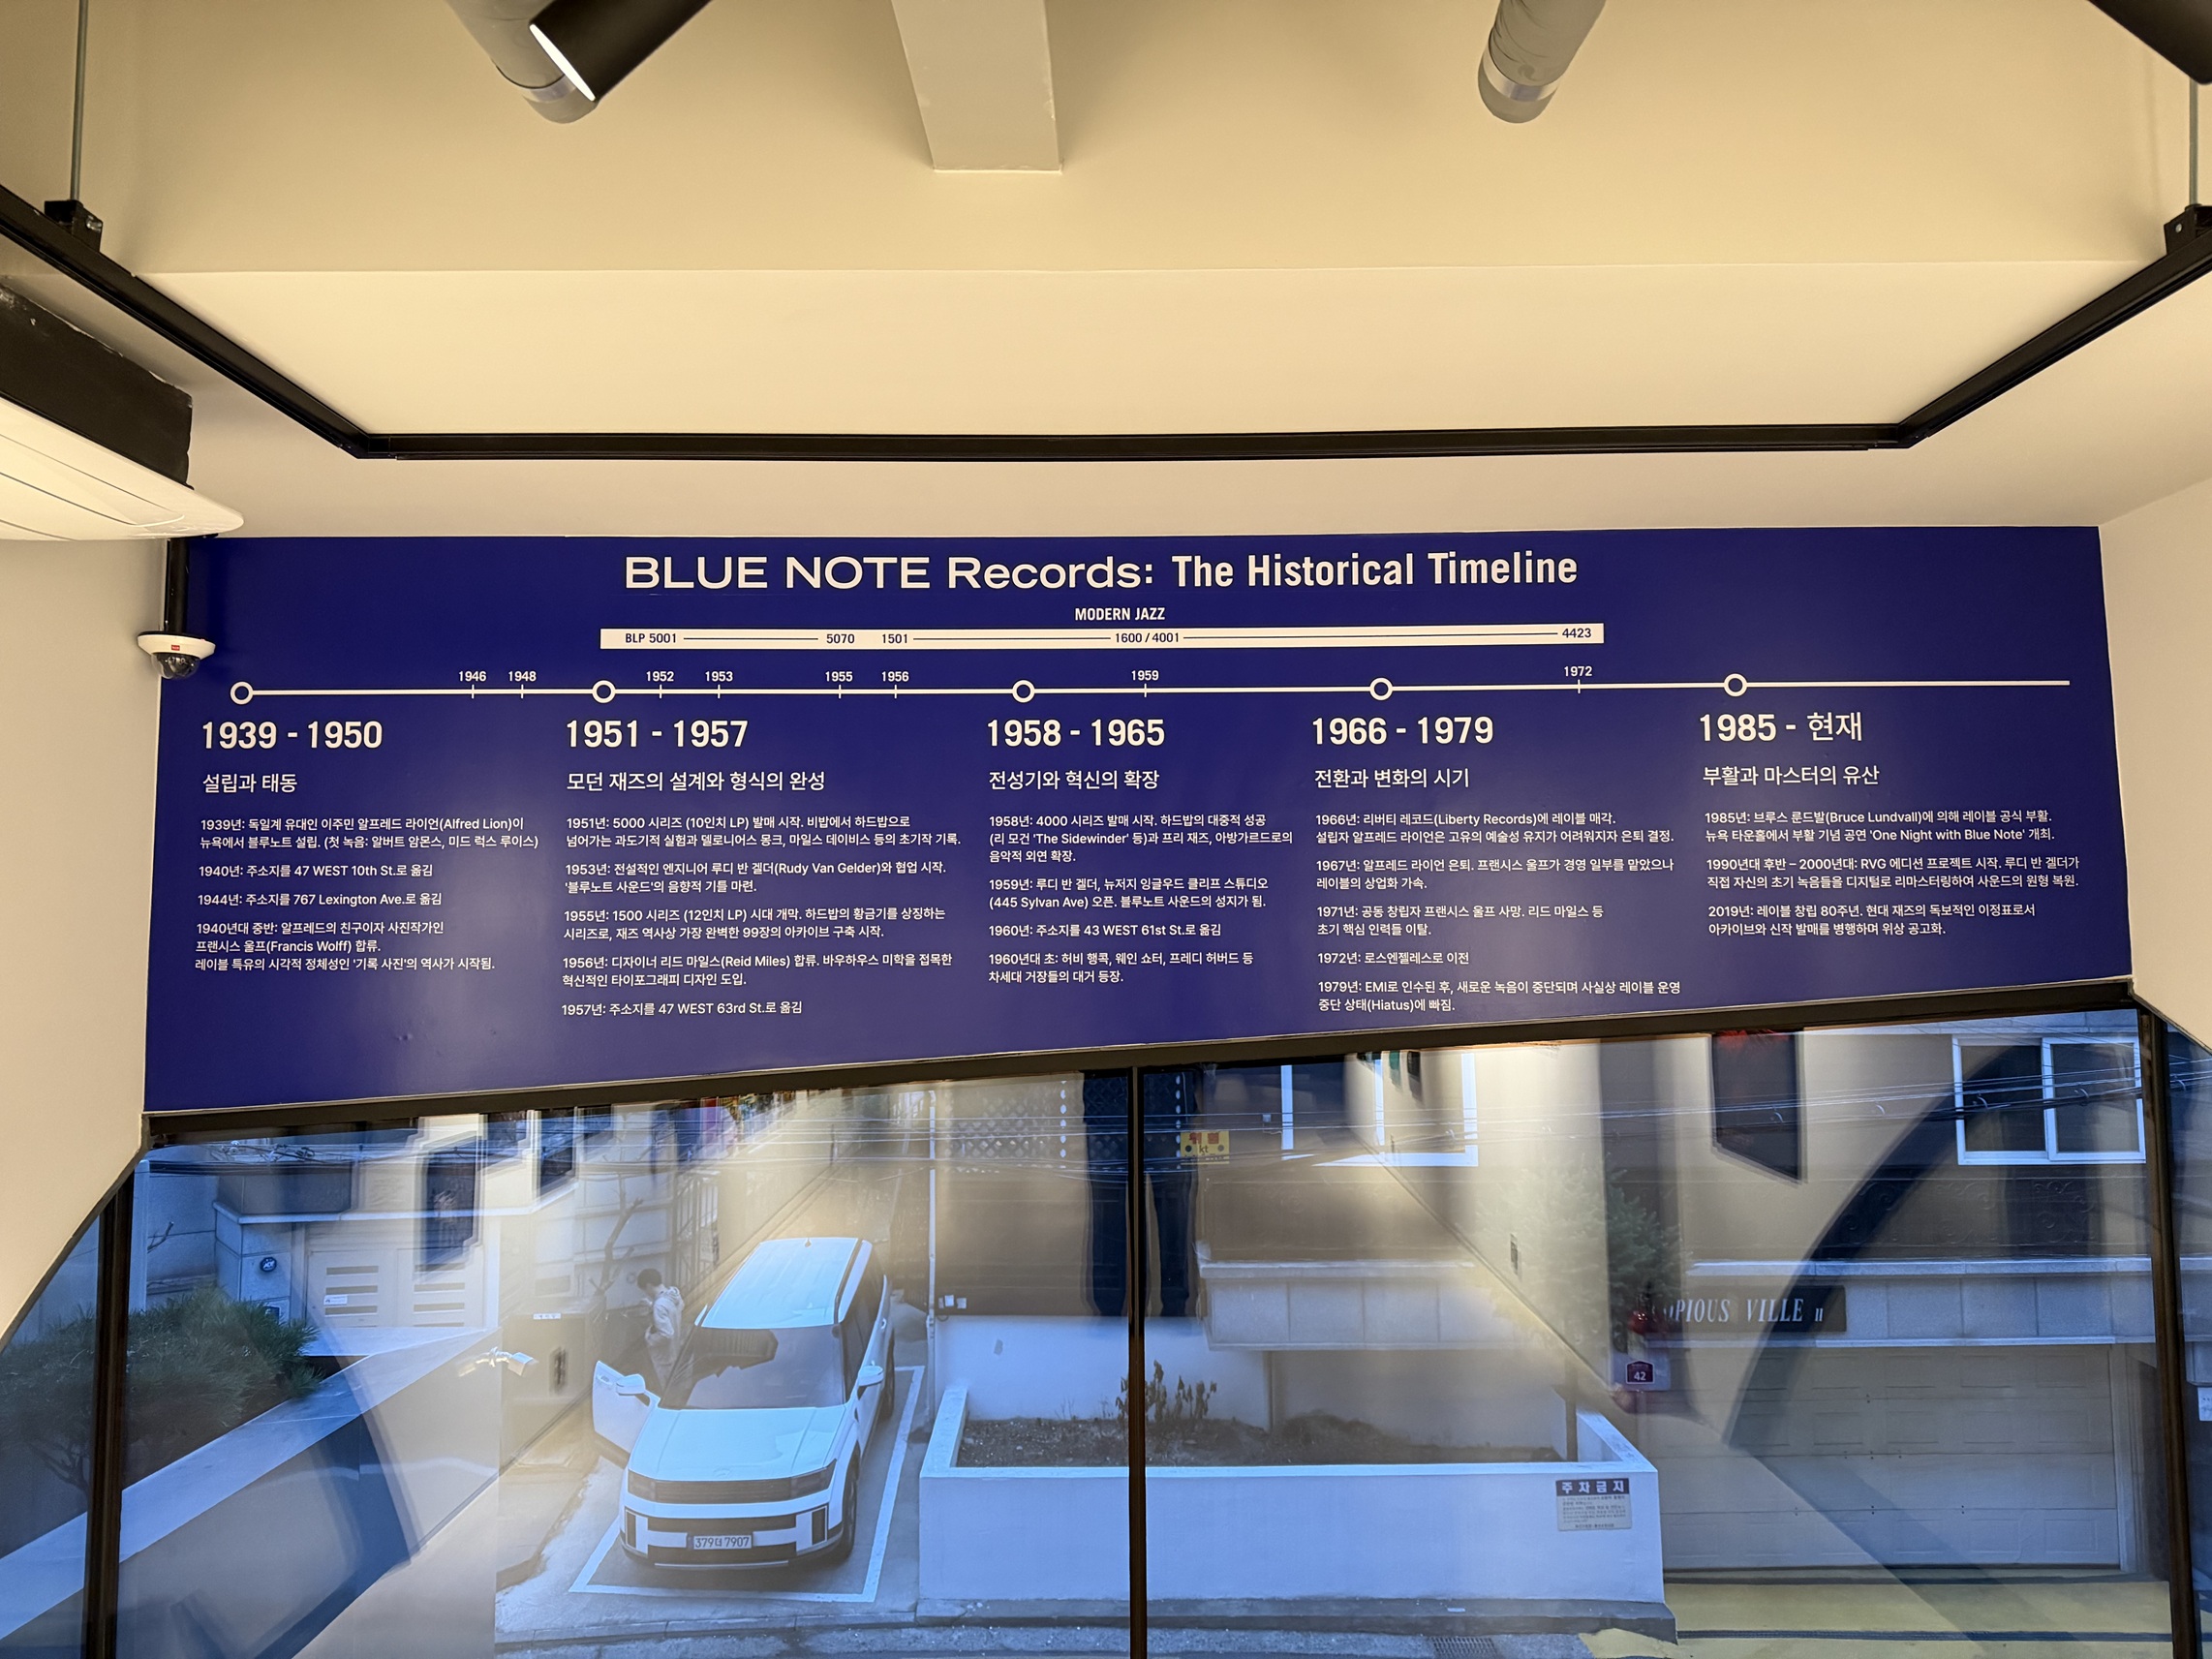 BLUE NOTE Records: The Historical Timeline
MODERN JAZZ
BLP 5001 5070 1501 1600 / 4001 4423
1946 1948 1952 1953 1955 1956 1959 1972
1939 - 1950
설립과 태동
1939년: 독일계 유대인 이주민 알프레드 라이언(Alfred Lion)이
뉴욕에서 블루노트 설립. (첫 녹음: 알버트 암몬스, 미드 럭스 루이스)
1940년: 주소지를 47 WEST 10th St.로 옮김
1944년: 주소지를 767 Lexington Ave.로 옮김
1940년대 중반: 알프레드의 친구이자 사진작가인
프랜시스 울프(Francis Wolff) 합류.
레이블 특유의 시각적 정체성인 '기록 사진'의 역사가 시작됨.
1951 - 1957
모던 재즈의 설계와 형식의 완성
1951년: 5000 시리즈 (10인치 LP) 발매 시작. 비밥에서 하드밥으로
넘어가는 과도기적 실험과 델로니어스 몽크, 마일스 데이비스 등의 초기작 기록.
1953년: 전설적인 엔지니어 루디 반 겔더(Rudy Van Gelder)와 협업 시작.
'블루노트 사운드'의 음향적 기틀 마련.
1955년: 1500 시리즈 (12인치 LP) 시대 개막. 하드밥의 황금기를 상징하는
시리즈로, 재즈 역사상 가장 완벽한 99장의 아카이브 구축 시작.
1956년: 디자이너 리드 마일스(Reid Miles) 합류. 바우하우스 미학을 접목한
혁신적인 타이포그래피 디자인 도입.
1957년: 주소지를 47 WEST 63rd St.로 옮김
1958 - 1965
전성기와 혁신의 확장
1958년: 4000 시리즈 발매 시작. 하드밥의 대중적 성공
(리 모건 'The Sidewinder' 등)과 프리 재즈, 아방가르드로의
음악적 외연 확장.
1959년: 루디 반 겔더, 뉴저지 잉글우드 클리프 스튜디오
(445 Sylvan Ave) 오픈. 블루노트 사운드의 성지가 됨.
1960년: 주소지를 43 WEST 61st St.로 옮김
1960년대 초: 허비 행콕, 웨인 쇼터, 프레디 허버드 등
차세대 거장들의 대거 등장.
1966 - 1979
전환과 변화의 시기
1966년: 리버티 레코드(Liberty Records)에 레이블 매각.
설립자 알프레드 라이언은 고유의 예술성 유지가 어려워지자 은퇴 결정.
1967년: 알프레드 라이언 은퇴. 프랜시스 울프가 경영 일부를 맡았으나
레이블의 상업화 가속.
1971년: 공동 창립자 프랜시스 울프 사망. 리드 마일스 등
초기 핵심 인력들 이탈.
1972년: 로스엔젤레스로 이전
1979년: EMI로 인수된 후, 새로운 녹음이 중단되며 사실상 레이블 운영
중단 상태(Hiatus)에 빠짐.
1985 - 현재
부활과 마스터의 유산
1985년: 브루스 룬드발(Bruce Lundvall)에 의해 레이블 공식 부활.
뉴욕 타운홀에서 부활 기념 공연 'One Night with Blue Note' 개최.
1990년대 후반 – 2000년대: RVG 에디션 프로젝트 시작. 루디 반 겔더가
직접 자신의 초기 녹음들을 디지털로 리마스터링하여 사운드의 원형 복원.
2019년: 레이블 창립 80주년. 현대 재즈의 독보적인 이정표로서
아카이브와 신작 발매를 병행하며 위상 공고화.
위험
kt
PIOUS VILLE II
42
주차금지
379더 7907